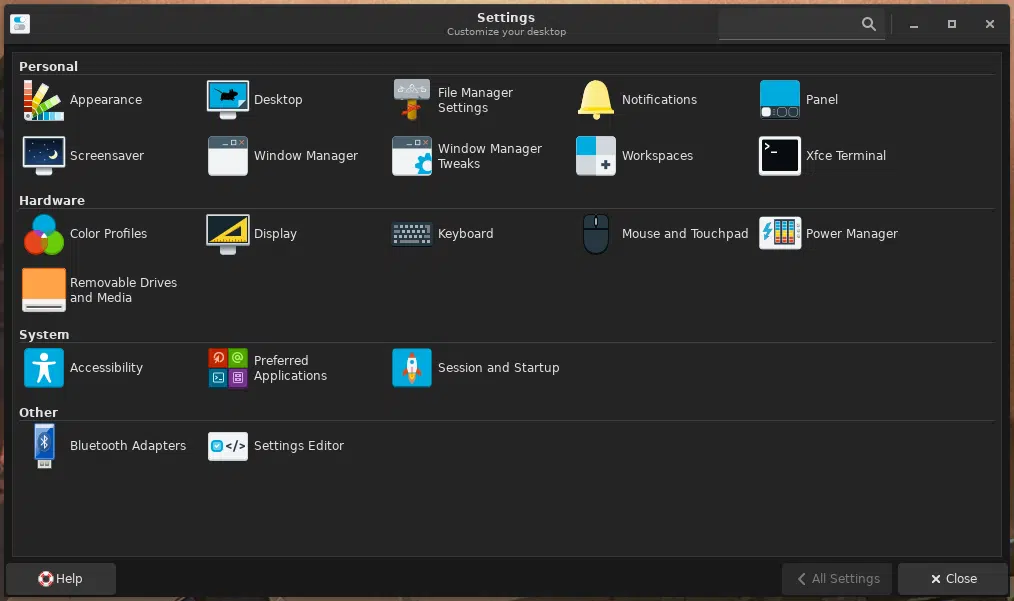 Settings
Customize your desktop
Personal
Appearance
Desktop
File Manager
Settings
Notifications
Panel
Screensaver
Window Manager
Window Manager
Tweaks
Workspaces
Xfce Terminal
Hardware
Color Profiles
Display
Keyboard
Mouse and Touchpad
Power Manager
Removable Drives
and Media
System
Accessibility
Preferred
Applications
Session and Startup
Other
Bluetooth Adapters
Settings Editor
Help
All Settings
Close